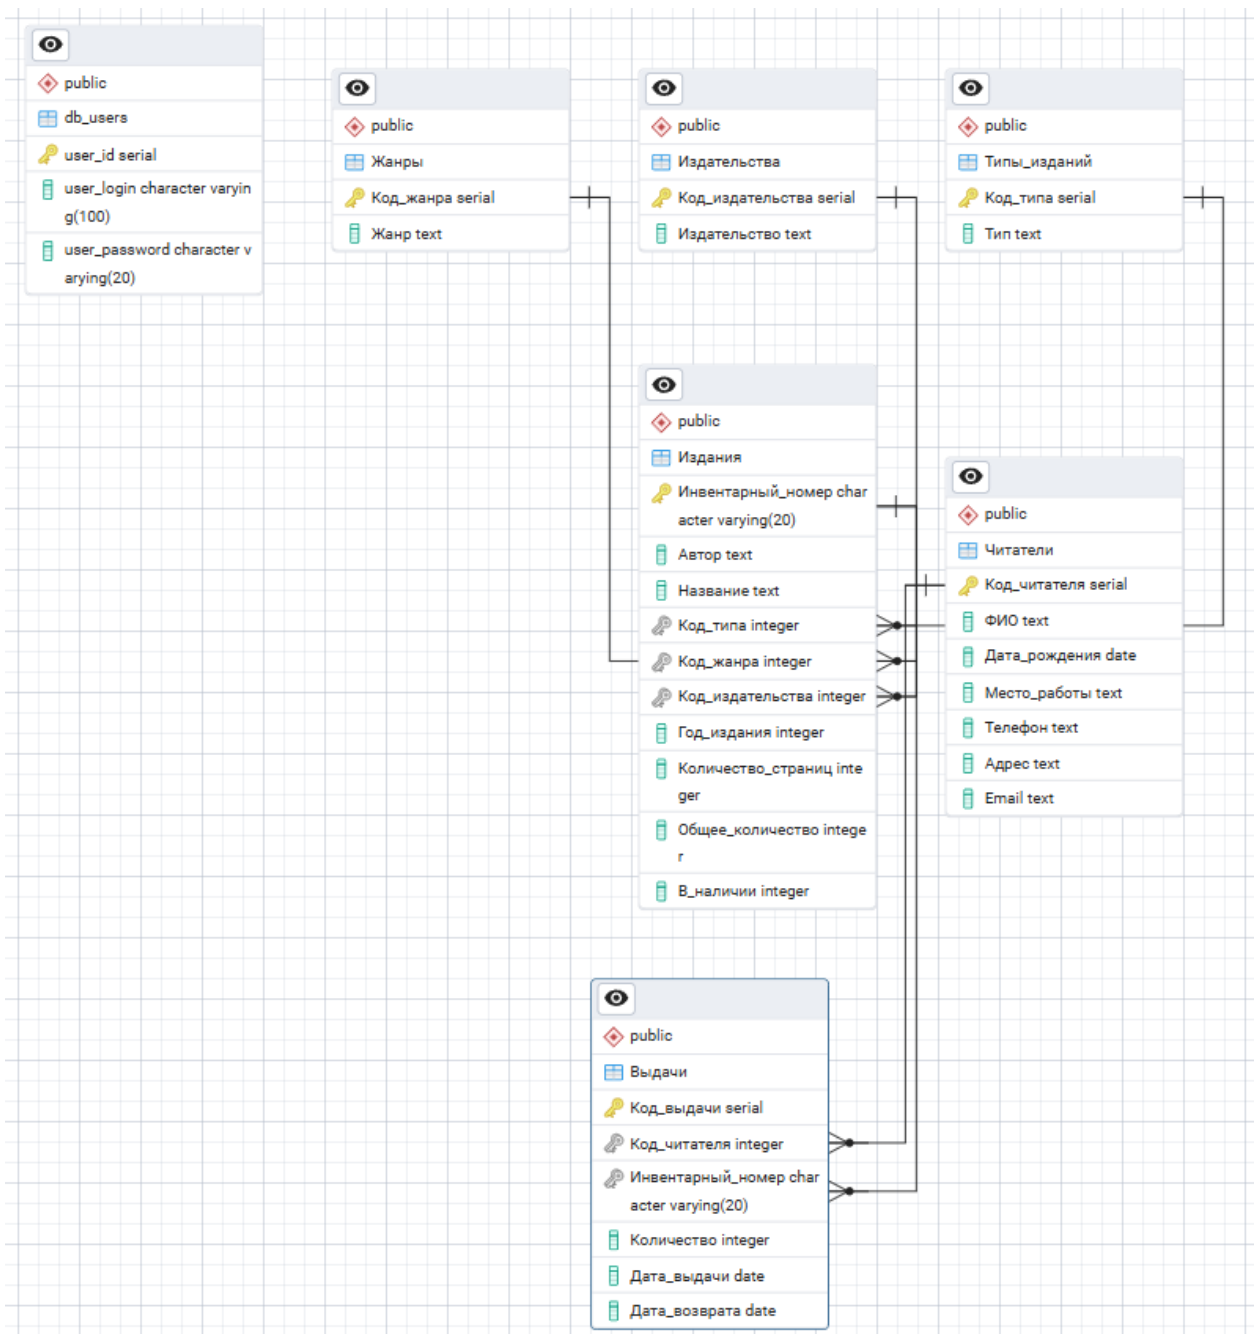 public
db_users
user_id serial
user_login character varyin
g(100)
user_password character v
arying(20)
public
Жанры
Код_жанра serial
Жанр text
public
Издательства
Код_издательства serial
Издательство text
public
Типы_изданий
Код_типа serial
Тип text
public
Издания
Инвентарный_номер char
acter varying(20)
Автор text
Название text
Код_типа integer
Код_жанра integer
Код_издательства integer
Год_издания integer
Количество_страниц inte
ger
Общее_количество intege
r
В_наличии integer
public
Читатели
Код_читателя serial
ФИО text
Дата_рождения date
Место_работы text
Телефон text
Адрес text
Email text
public
Выдачи
Код_выдачи serial
Код_читателя integer
Инвентарный_номер char
acter varying(20)
Количество integer
Дата_выдачи date
Дата_возврата date